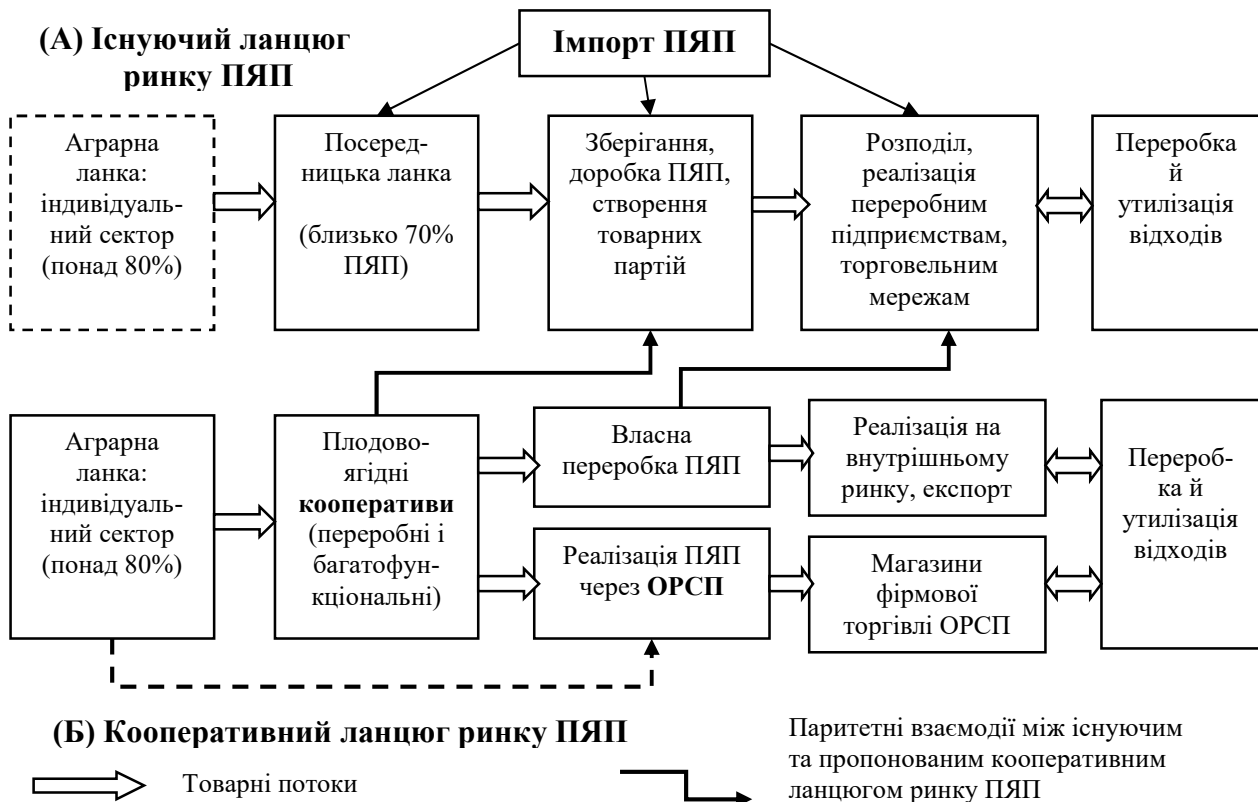 (А) Існуючий ланцюг
ринку ПЯП
Імпорт ПЯП
Аграрна
ланка:
індивідуаль-
ний сектор
(понад 80%)
Посеред-
ницька ланка
(близько 70%
ПЯП)
Зберігання,
доробка ПЯП,
створення
товарних
партій
Розподіл,
реалізація
переробним
підприємствам,
торговельним
мережам
Переробка
й
утилізація
відходів
Аграрна
ланка:
індивідуаль-
ний сектор
(понад 80%)
Плодово-
ягідні
кооперативи
(переробні і
багатофун-
кціональні)
Власна
переробка ПЯП
Реалізація на
внутрішньому
ринку, експорт
Реалізація ПЯП
через ОРСП
Магазини
фірмової
торгівлі ОРСП
Перероб-
ка й
утилізація
відходів
(Б) Кооперативний ланцюг ринку ПЯП
Товарні потоки
Паритетні взаємодії між існуючим
та пропонованим кооперативним
ланцюгом ринку ПЯП